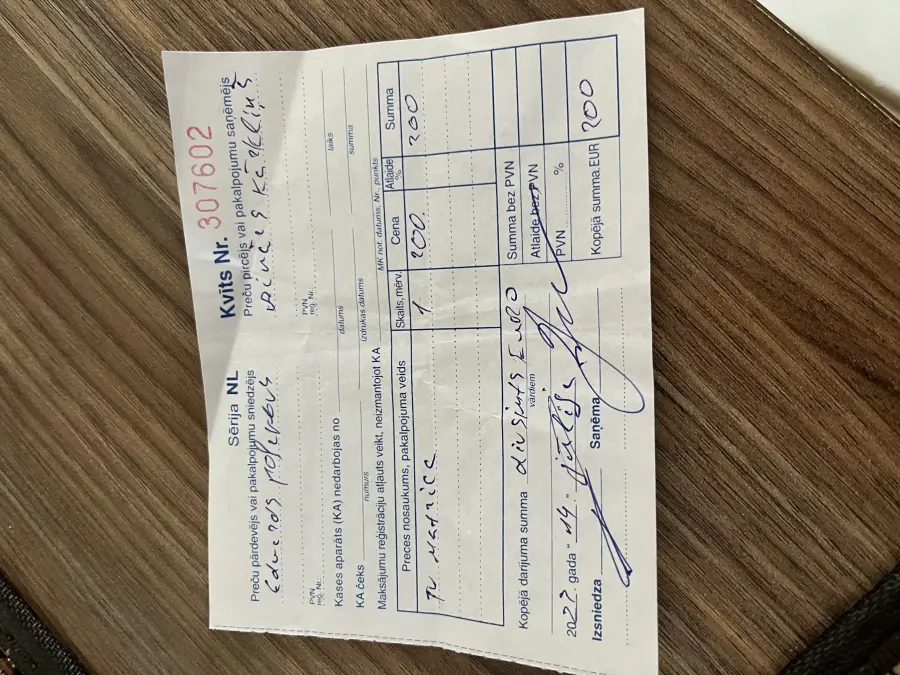 Sērija NL Kvīts Nr. 307602
Preču pārdevējs vai pakalpojumu sniedzējs Preču pircējs vai pakalpojumu saņēmējs
PVN reģ. Nr. PVN reģ. Nr.
Kases aparāts (KA) nedarbojas no datums laiks
KA čeks numurs izdrukas datums summa
Maksājumu reģistrāciju atļauts veikt, neizmantojot KA MK not. datums, Nr., punkts
Preces nosaukums, pakalpojuma veids Skaits, mērv. Cena Atlaide % Summa
TV 1 200 200
Kopējā darījuma summa divsimts Euro
vārdiem
Summa bez PVN
Atlaide bez PVN
PVN %
Kopējā summa EUR 200
2022 gada "14" jūlijs
Izsniedza Saņēma